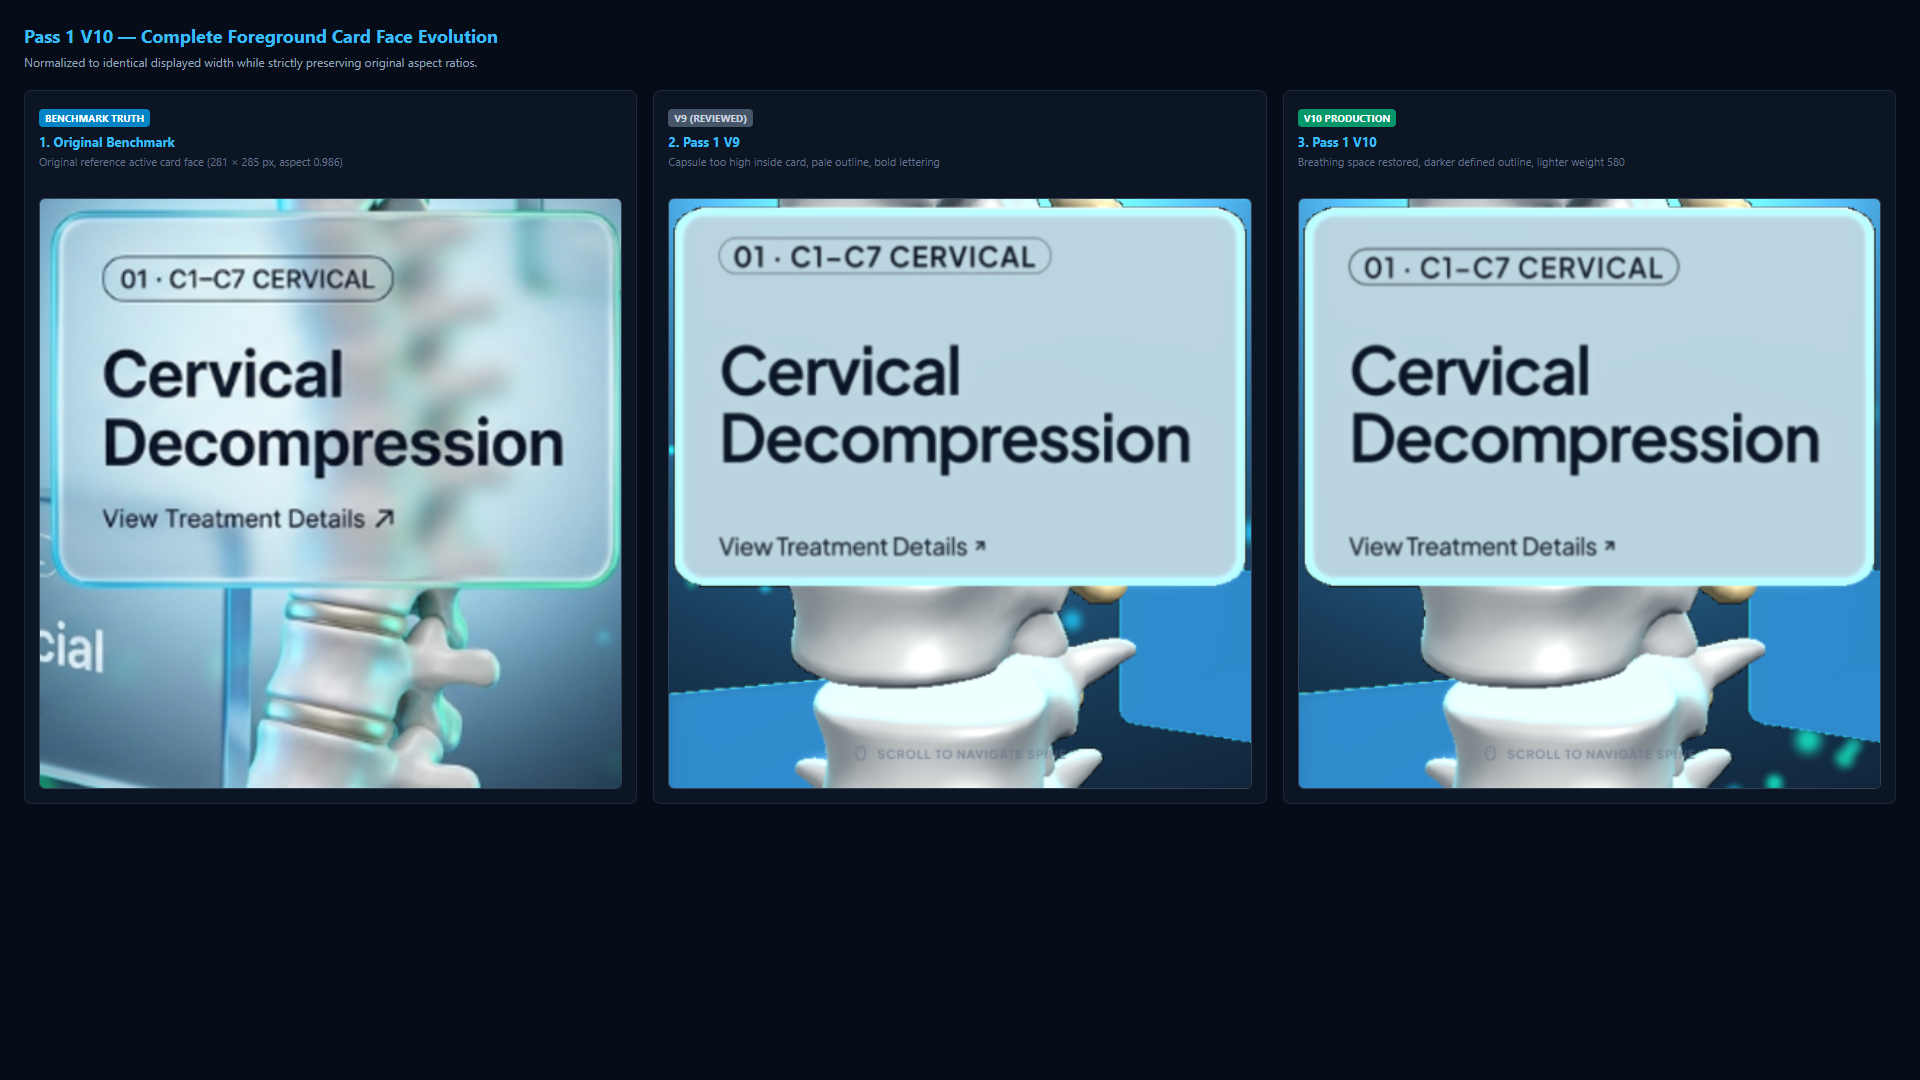 Pass 1 V10 — Complete Foreground Card Face Evolution
Normalized to identical displayed width while strictly preserving original aspect ratios.
BENCHMARK TRUTH
1. Original Benchmark
Original reference active card face (281 × 285 px, aspect 0.986)
01 · C1–C7 CERVICAL
Cervical
Decompression
View Treatment Details ↗
cial
V9 (REVIEWED)
2. Pass 1 V9
Capsule too high inside card, pale outline, bold lettering
01 · C1–C7 CERVICAL
Cervical
Decompression
View Treatment Details ↗
SCROLL TO NAVIGATE SPINE
V10 PRODUCTION
3. Pass 1 V10
Breathing space restored, darker defined outline, lighter weight 580
01 · C1–C7 CERVICAL
Cervical
Decompression
View Treatment Details ↗
SCROLL TO NAVIGATE SPINE